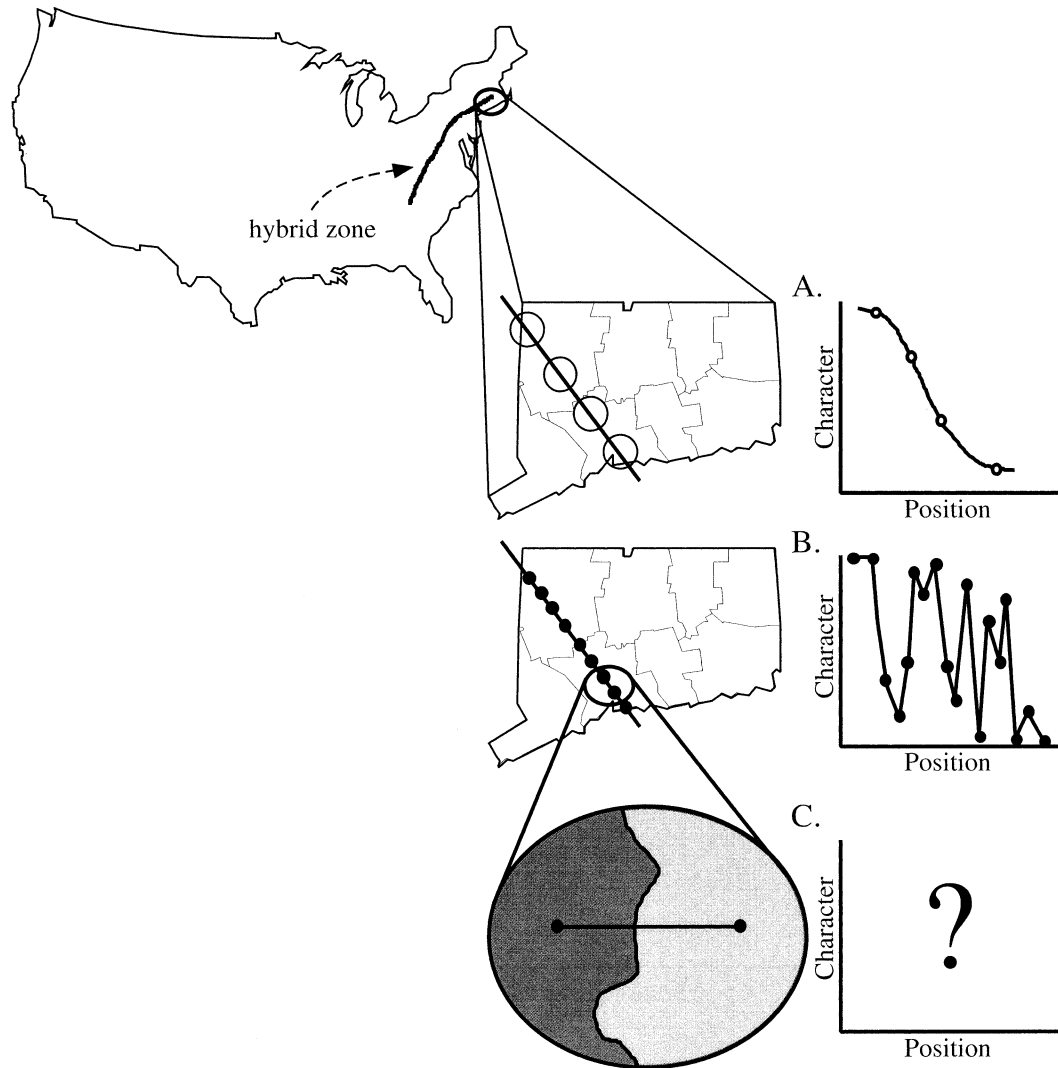 hybrid zone
A.
Character
Position
B.
Character
Position
C.
Character
?
Position